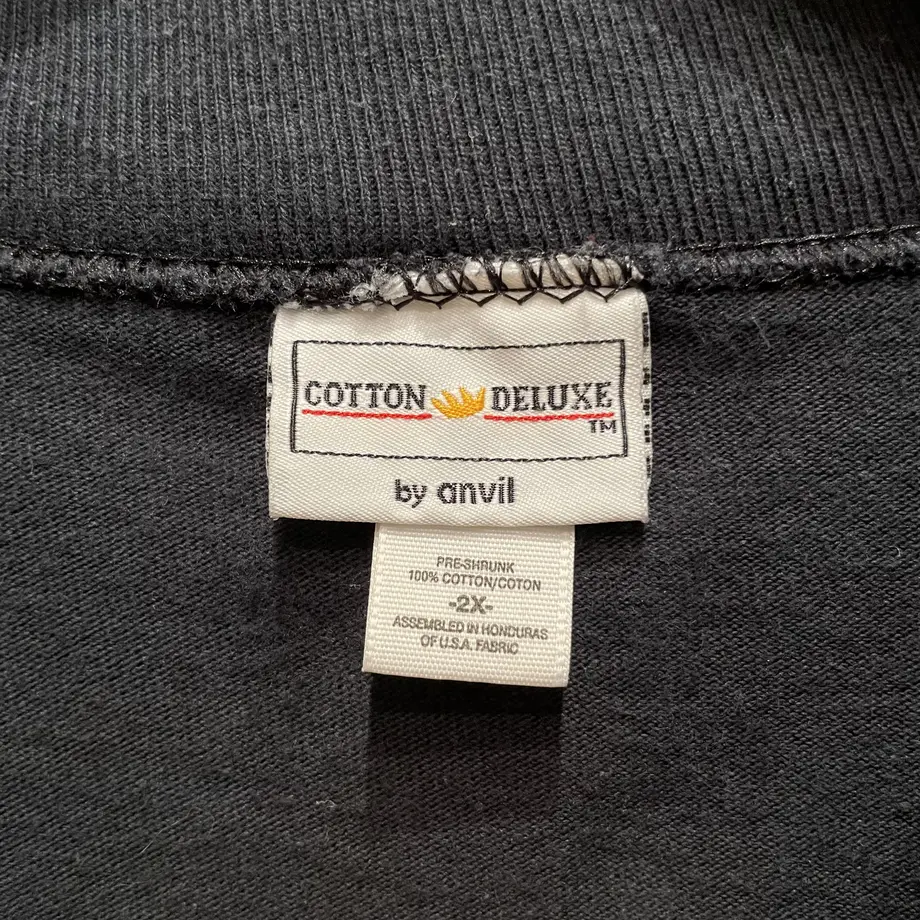 COTTON DELUXE
TM
by anvil
PRE-SHRUNK
100% COTTON/COTON
-2X-
ASSEMBLED IN HONDURAS
OF U.S.A. FABRIC